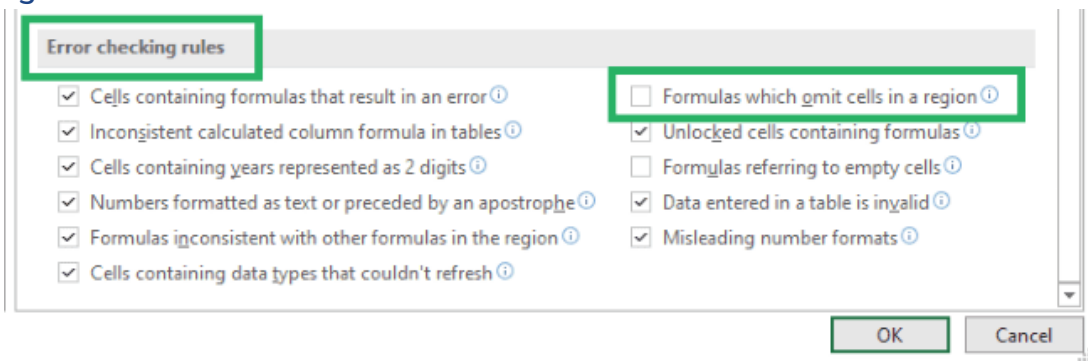 Error checking rules
Cells containing formulas that result in an error
Inconsistent calculated column formula in tables
Cells containing years represented as 2 digits
Numbers formatted as text or preceded by an apostrophe
Formulas inconsistent with other formulas in the region
Cells containing data types that couldn't refresh
Formulas which omit cells in a region
Unlocked cells containing formulas
Formulas referring to empty cells
Data entered in a table is invalid
Misleading number formats
OK Cancel